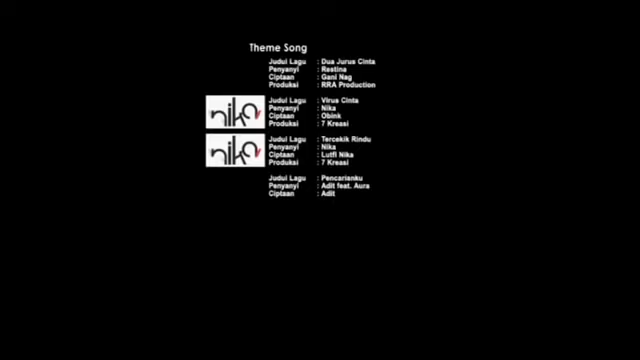 Theme Song
Judul Lagu : Dua Jurus Cinta
Penyanyi : Restina
Ciptaan : Gani Nag
Produksi : RRA Production
nika
Judul Lagu : Virus Cinta
Penyanyi : Nika
Ciptaan : Obink
Produksi : 7 Kreasi
nika
Judul Lagu : Tercekik Rindu
Penyanyi : Nika
Ciptaan : Lutfi Nika
Produksi : 7 Kreasi
Judul Lagu : Pencarianku
Penyanyi : Adit feat. Aura
Ciptaan : Adit